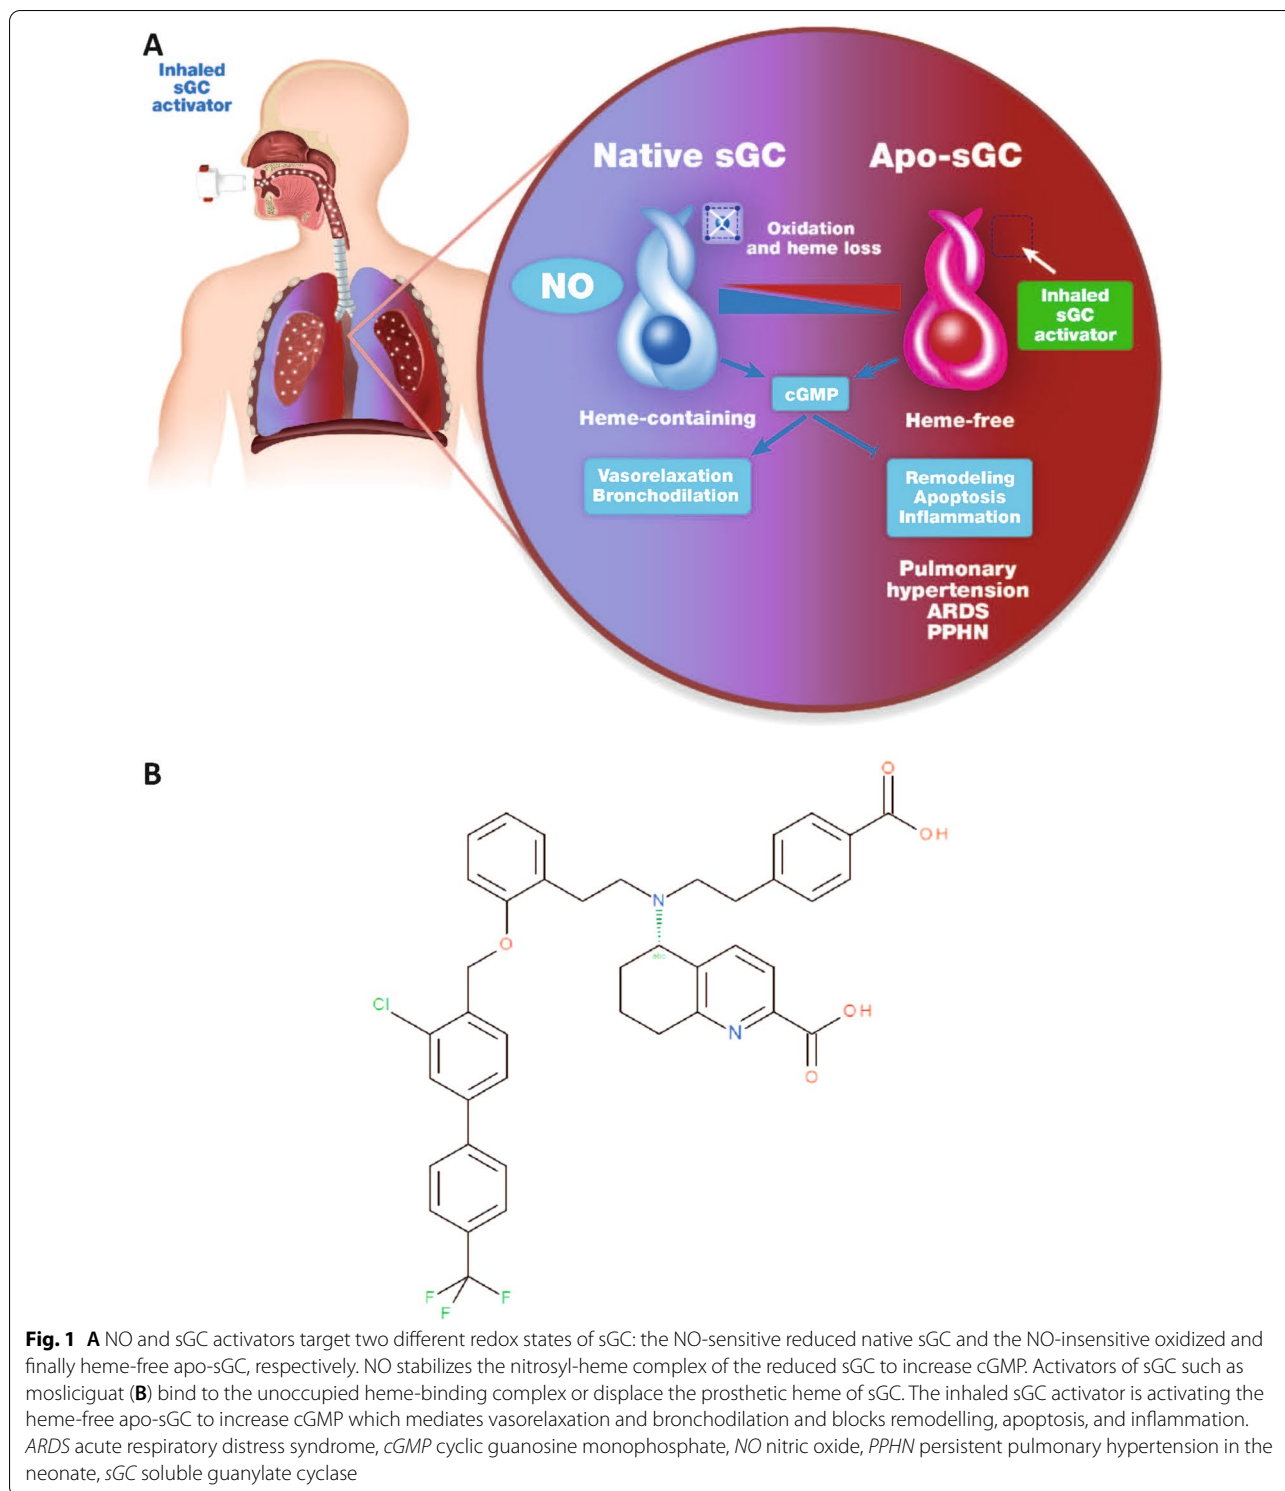 A
Inhaled
sGC
activator
Native sGC
Apo-sGC
Oxidation
and heme loss
NO
Inhaled
sGC
activator
cGMP
Heme-containing
Heme-free
Vasorelaxation
Bronchodilation
Remodeling
Apoptosis
Inflammation
Pulmonary
hypertension
ARDS
PPHN
B
O
OH
N
O
abc
Cl
OH
N
O
F
F
F
Fig. 1 A NO and sGC activators target two different redox states of sGC: the NO-sensitive reduced native sGC and the NO-insensitive oxidized and
finally heme-free apo-sGC, respectively. NO stabilizes the nitrosyl-heme complex of the reduced sGC to increase cGMP. Activators of sGC such as
mosliciguat (B) bind to the unoccupied heme-binding complex or displace the prosthetic heme of sGC. The inhaled sGC activator is activating the
heme-free apo-sGC to increase cGMP which mediates vasorelaxation and bronchodilation and blocks remodelling, apoptosis, and inflammation.
ARDS acute respiratory distress syndrome, cGMP cyclic guanosine monophosphate, NO nitric oxide, PPHN persistent pulmonary hypertension in the
neonate, sGC soluble guanylate cyclase